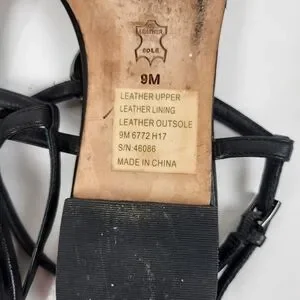 LEATHER
SOLE
9M
LEATHER UPPER
LEATHER LINING
LEATHER OUTSOLE
9M 6772 H17
S/N:46086
MADE IN CHINA